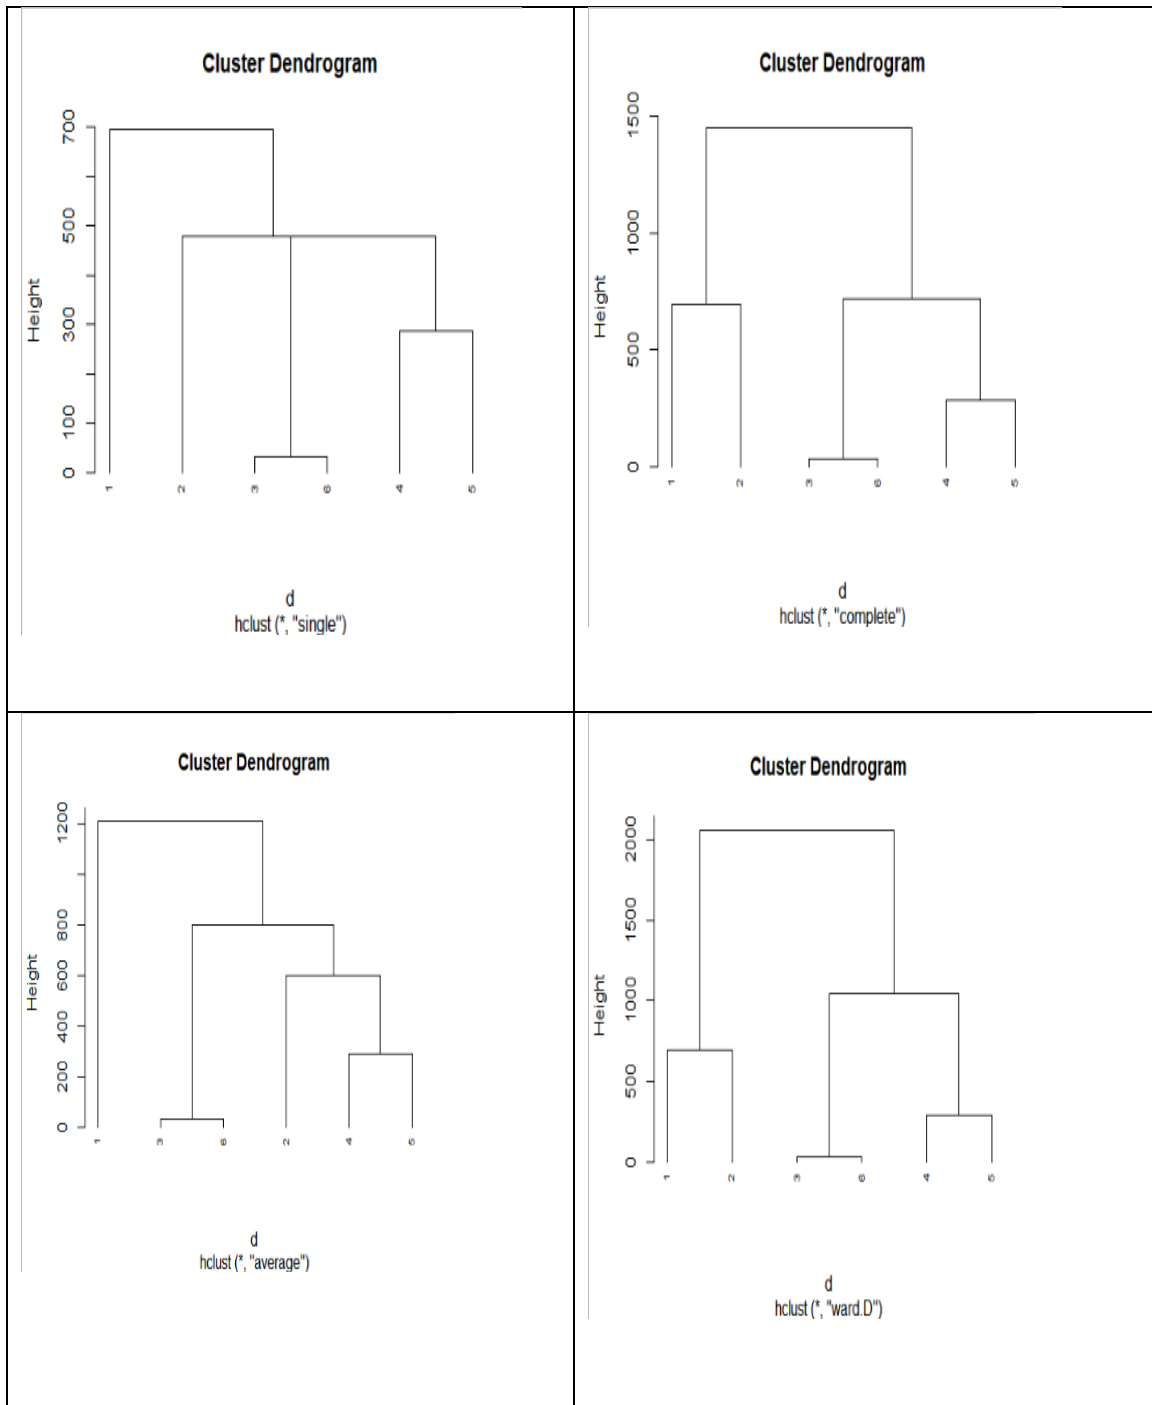 Cluster Dendrogram
Height
700
500
300
100
0
1 2 3 6 4 5
d
hclust (*, "single")
Cluster Dendrogram
Height
1500
1000
500
0
1 2 3 6 4 5
d
hclust (*, "complete")
Cluster Dendrogram
Height
1200
800
600
400
200
0
1 3 6 2 4 5
d
hclust (*, "average")
Cluster Dendrogram
Height
2000
1500
1000
500
0
1 2 3 6 4 5
d
hclust (*, "ward.D")